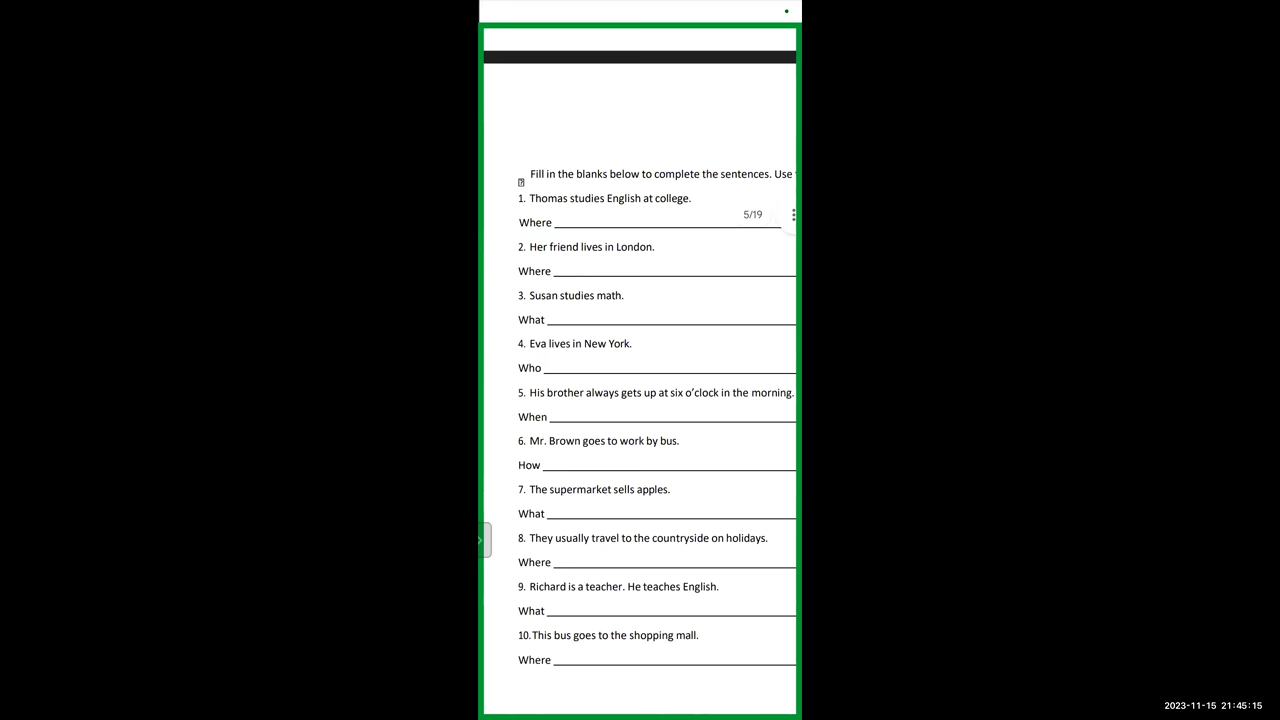 Fill in the blanks below to complete the sentences. Use
1. Thomas studies English at college.
5/19
Where
2. Her friend lives in London.
Where
3. Susan studies math.
What
4. Eva lives in New York.
Who
5. His brother always gets up at six o’clock in the morning.
When
6. Mr. Brown goes to work by bus.
How
7. The supermarket sells apples.
What
8. They usually travel to the countryside on holidays.
Where
9. Richard is a teacher. He teaches English.
What
10.This bus goes to the shopping mall.
Where
2023-11-15 21:45:15